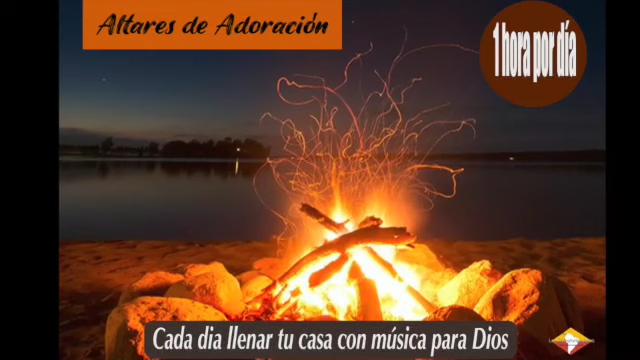 Altares de Adoración
1 hora por día
Cada dia llenar tu casa con música para Dios